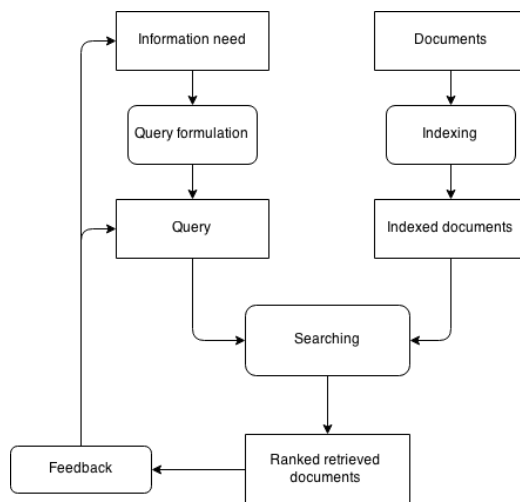 Information need
Documents
Query formulation
Indexing
Query
Indexed documents
Searching
Feedback
Ranked retrieved
documents